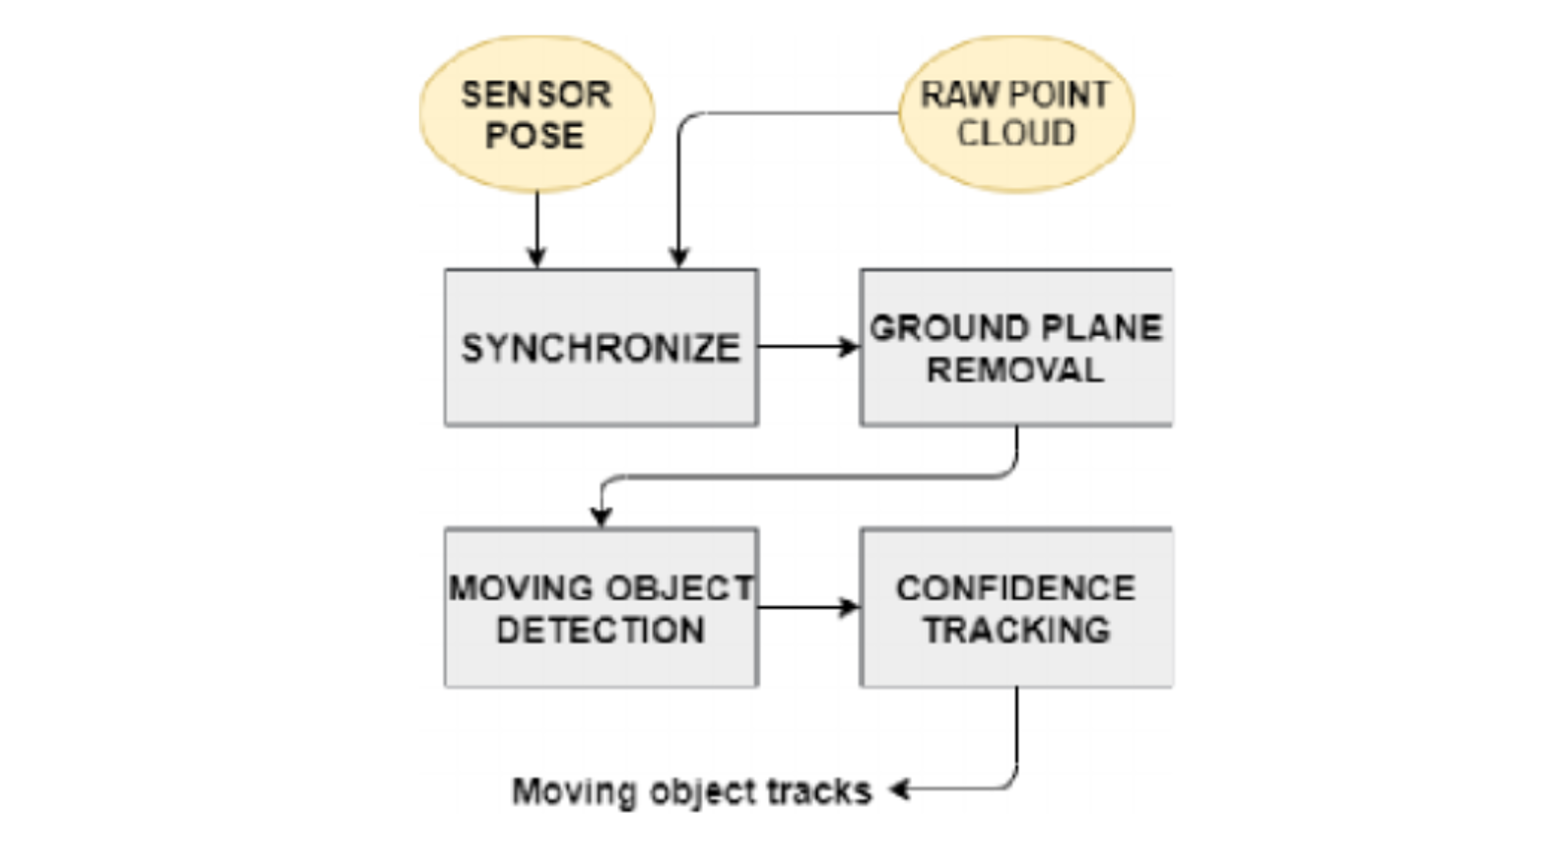 SENSOR
POSE
RAW POINT
CLOUD
SYNCHRONIZE
GROUND PLANE
REMOVAL
MOVING OBJECT
DETECTION
CONFIDENCE
TRACKING
Moving object tracks